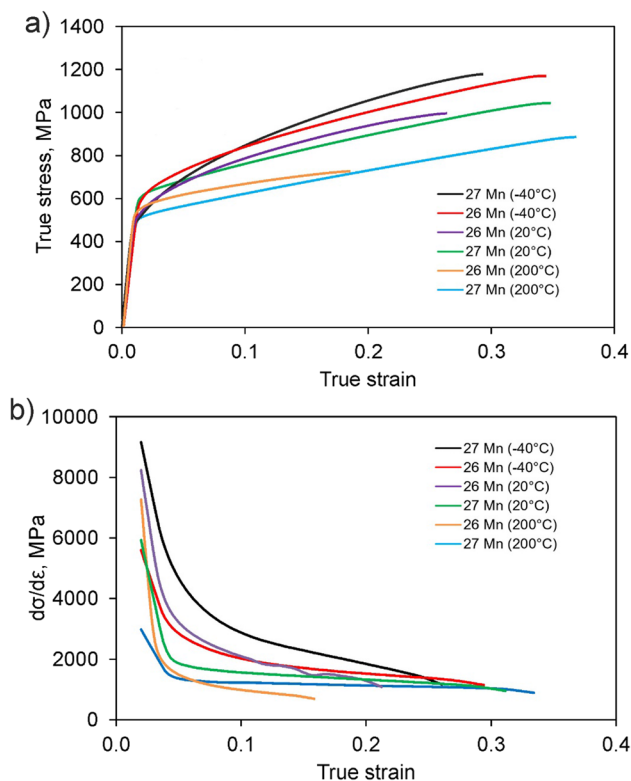 a)
1400
1200
1000
800
600
400
200
0
True stress, MPa
27 Mn (-40°C)
26 Mn (-40°C)
26 Mn (20°C)
27 Mn (20°C)
26 Mn (200°C)
27 Mn (200°C)
0.0 0.1 0.2 0.3 0.4
True strain
b)
10000
8000
6000
4000
2000
0
dσ/dε, MPa
27 Mn (-40°C)
26 Mn (-40°C)
26 Mn (20°C)
27 Mn (20°C)
26 Mn (200°C)
27 Mn (200°C)
0.0 0.1 0.2 0.3 0.4
True strain